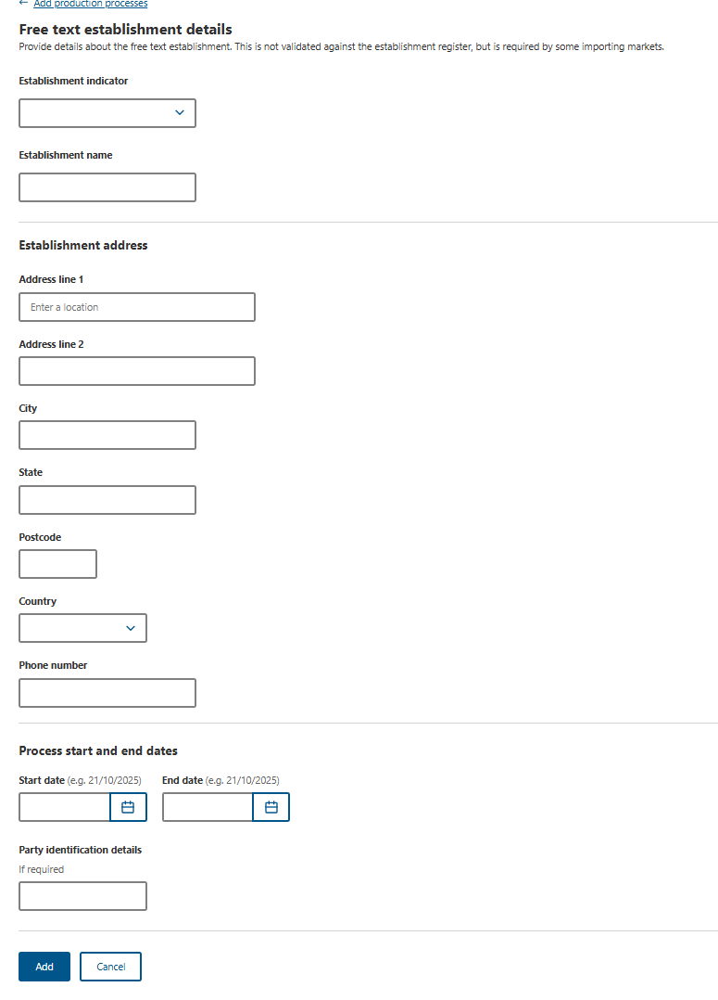 ← Add production processes
Free text establishment details
Provide details about the free text establishment. This is not validated against the establishment register, but is required by some importing markets.
Establishment indicator
Establishment name
Establishment address
Address line 1
Enter a location
Address line 2
City
State
Postcode
Country
Phone number
Process start and end dates
Start date (e.g. 21/10/2025) End date (e.g. 21/10/2025)
Party identification details
If required
Add Cancel